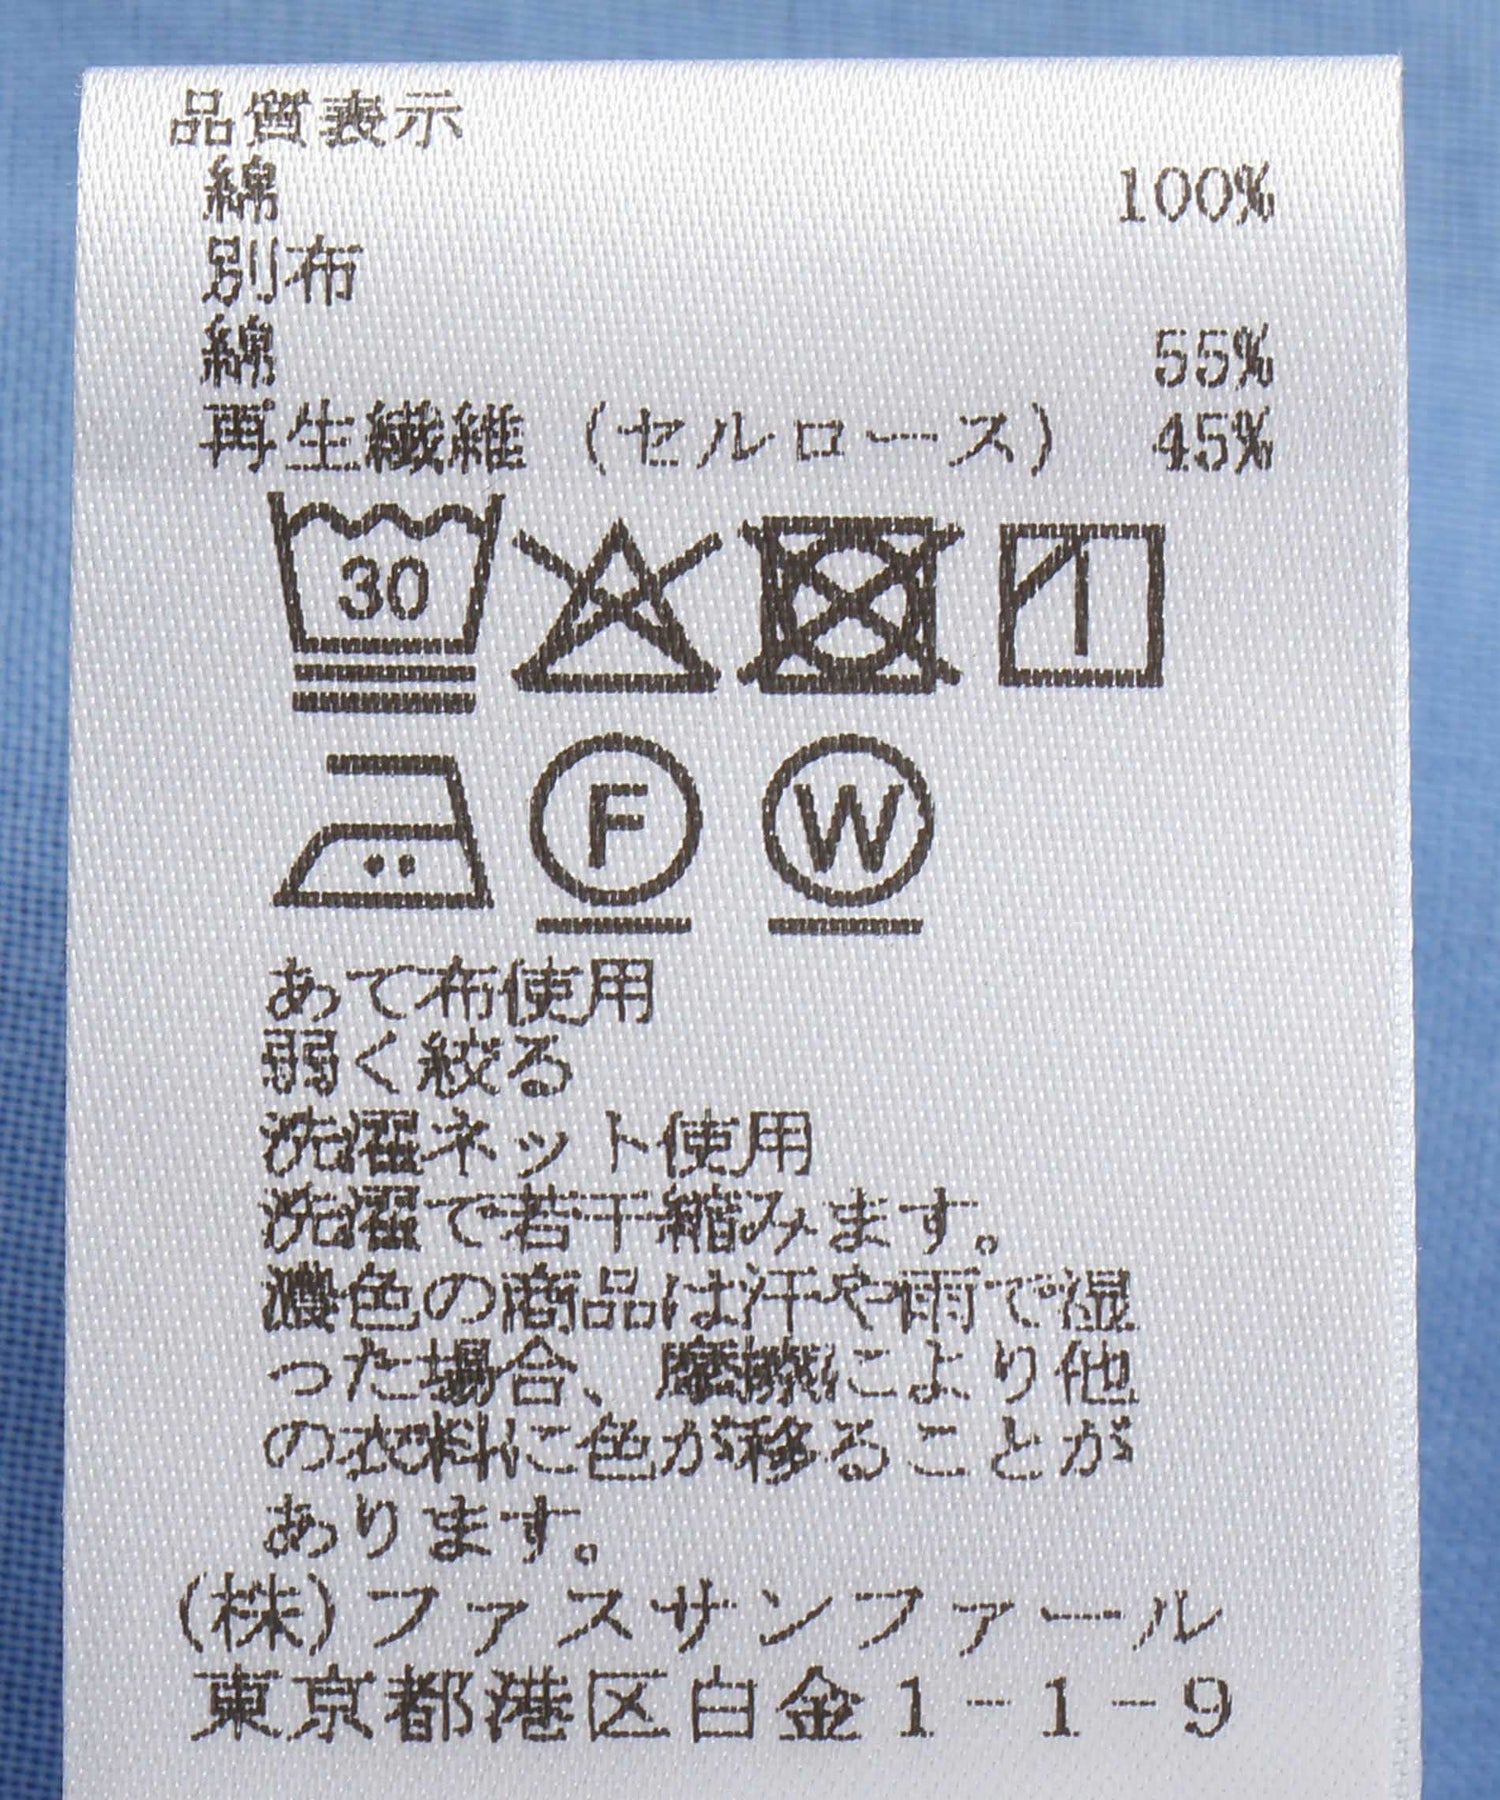 品質表示
綿 100%
別布
綿 55%
再生繊維(セルロース) 45%
30
F W
あて布使用
弱く絞る
洗濯ネット使用
洗濯で若干縮みます。
濃色の商品は汗や雨で湿
った場合、摩擦により他
の衣料に色が移ることが
あります。
(株)ファスサンファール
東京都港区白金1-1-9